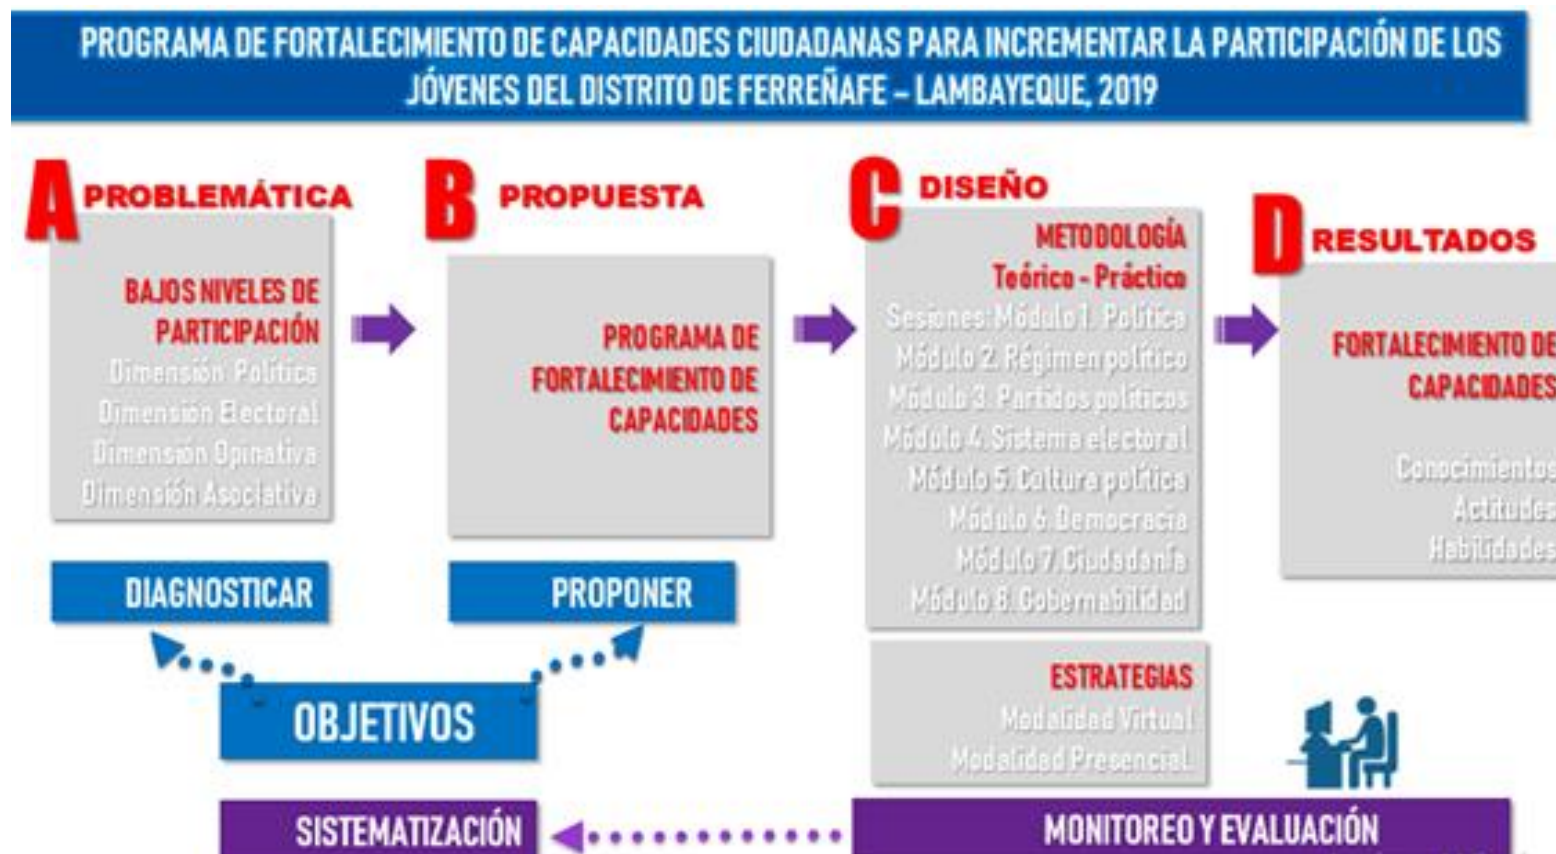 PROGRAMA DE FORTALECIMIENTO DE CAPACIDADES CIUDADANAS PARA INCREMENTAR LA PARTICIPACIÓN DE LOS
JÓVENES DEL DISTRITO DE FERREÑAFE – LAMBAYEQUE, 2019
A PROBLEMÁTICA
BAJOS NIVELES DE
PARTICIPACIÓN
Dimensión Política
Dimensión Electoral
Dimensión Opinativa
Dimensión Asociativa
DIAGNOSTICAR
B PROPUESTA
PROGRAMA DE
FORTALECIMIENTO DE
CAPACIDADES
PROPONER
OBJETIVOS
C DISEÑO
METODOLOGÍA
Teórico - Práctico
Sesiones: Módulo 1. Política
Módulo 2. Régimen político
Módulo 3. Partidos políticos
Módulo 4. Sistema electoral
Módulo 5. Cultura política
Módulo 6. Democracia
Módulo 7. Ciudadanía
Módulo 8. Gobernabilidad
ESTRATEGIAS
Modalidad Virtual
Modalidad Presencial
D RESULTADOS
FORTALECIMIENTO DE
CAPACIDADES
Conocimientos
Actitudes
Habilidades
SISTEMATIZACIÓN
MONITOREO Y EVALUACIÓN